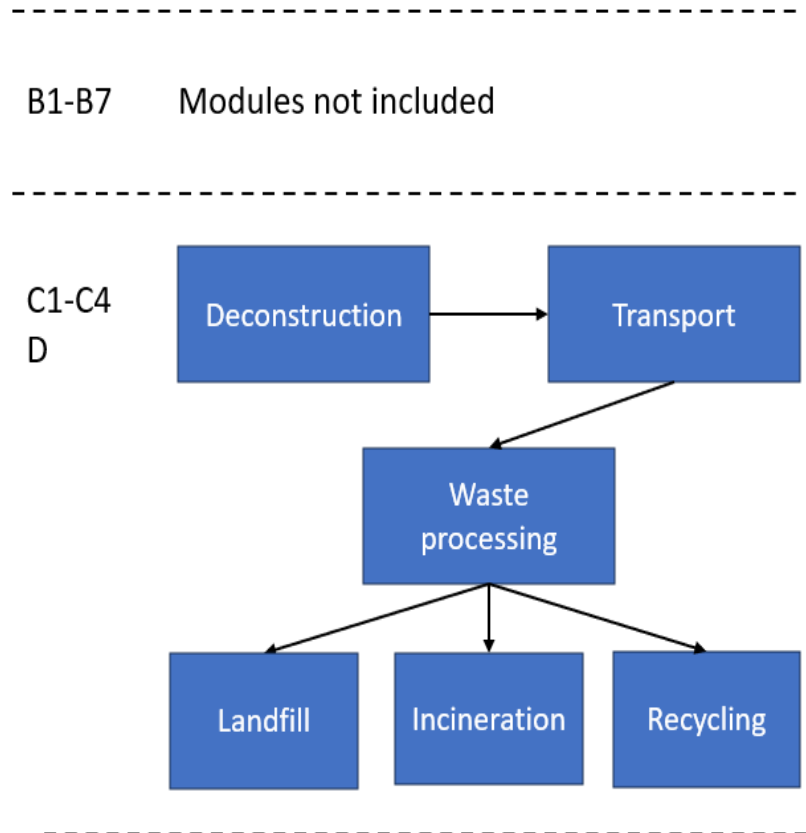 B1-B7 Modules not included
C1-C4
D
Deconstruction
Transport
Waste
processing
Landfill
Incineration
Recycling